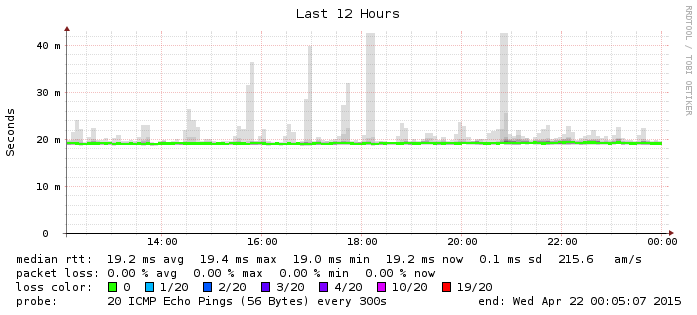 Last 12 Hours
RRDTOOL / TOBI OETIKER
Seconds
40 m
30 m
20 m
10 m
0
14:00 16:00 18:00 20:00 22:00 00:00
median rtt: 19.2 ms avg 19.4 ms max 19.0 ms min 19.2 ms now 0.1 ms sd 215.6 am/s
packet loss: 0.00 % avg 0.00 % max 0.00 % min 0.00 % now
loss color: 0 1/20 2/20 3/20 4/20 10/20 19/20
probe: 20 ICMP Echo Pings (56 Bytes) every 300s end: Wed Apr 22 00:05:07 2015